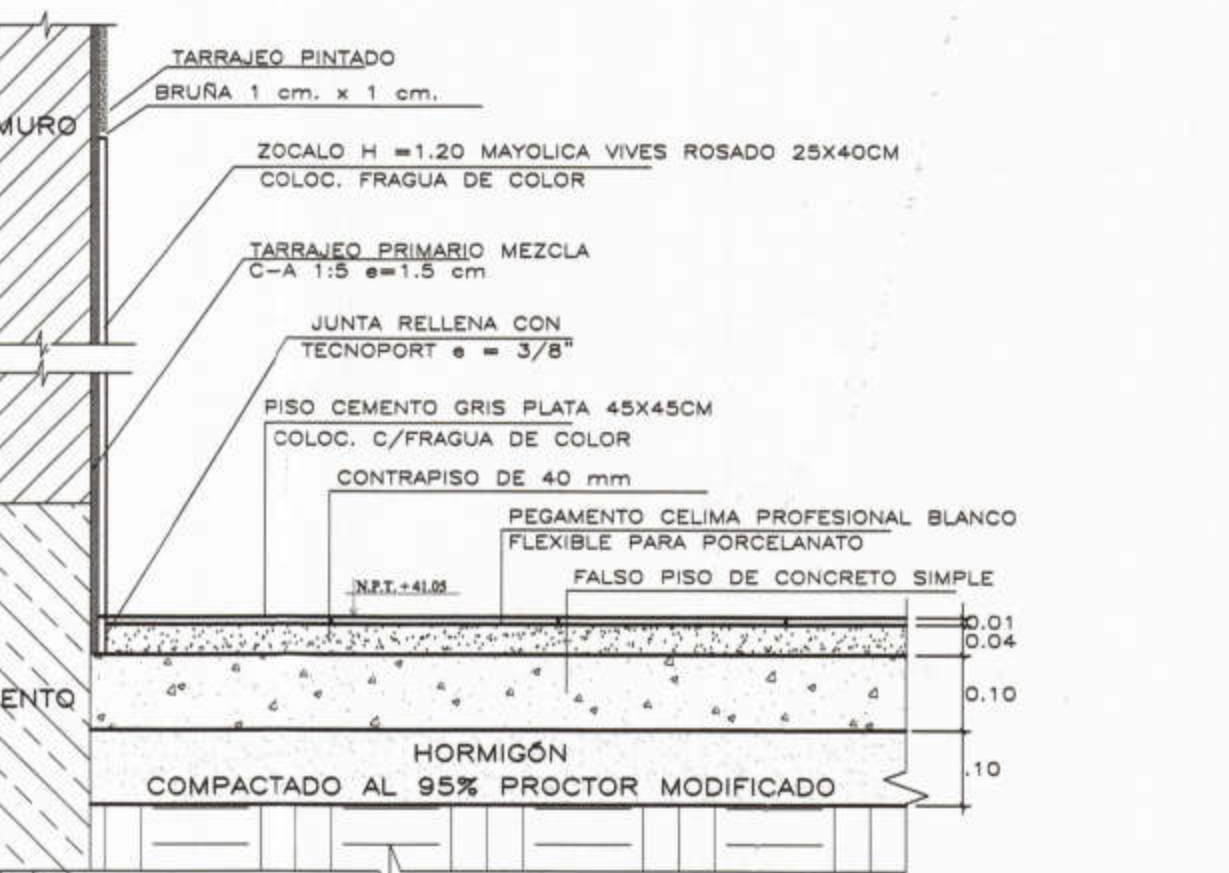 TARRAJEO PINTADO
BRUÑA 1 cm. x 1 cm.
MURO
ZOCALO H =1.20 MAYOLICA VIVES ROSADO 25X40CM
COLOC. FRAGUA DE COLOR
TARRAJEO PRIMARIO MEZCLA
C-A 1:5 e=1.5 cm
JUNTA RELLENA CON
TECNOPORT e = 3/8"
PISO CEMENTO GRIS PLATA 45X45CM
COLOC. C/FRAGUA DE COLOR
CONTRAPISO DE 40 mm
PEGAMENTO CELIMA PROFESIONAL BLANCO
FLEXIBLE PARA PORCELANATO
FALSO PISO DE CONCRETO SIMPLE
N.P.T. +41.05
0.01
0.04
ENTO
0.10
HORMIGÓN
.10
COMPACTADO AL 95% PROCTOR MODIFICADO